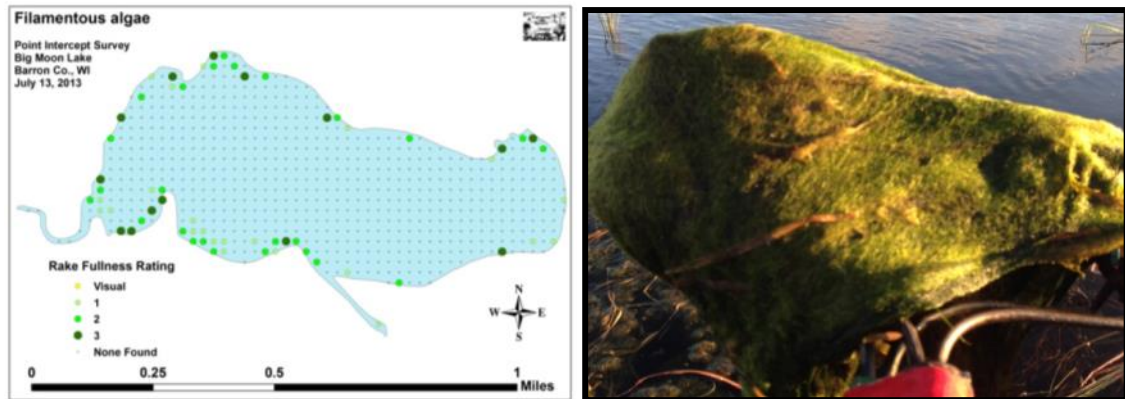 Filamentous algae
Point Intercept Survey
Big Moon Lake
Barron Co., WI
July 13, 2013
Rake Fullness Rating
Visual
1
2
3
None Found
N
W E
S
0 0.25 0.5 1
Miles